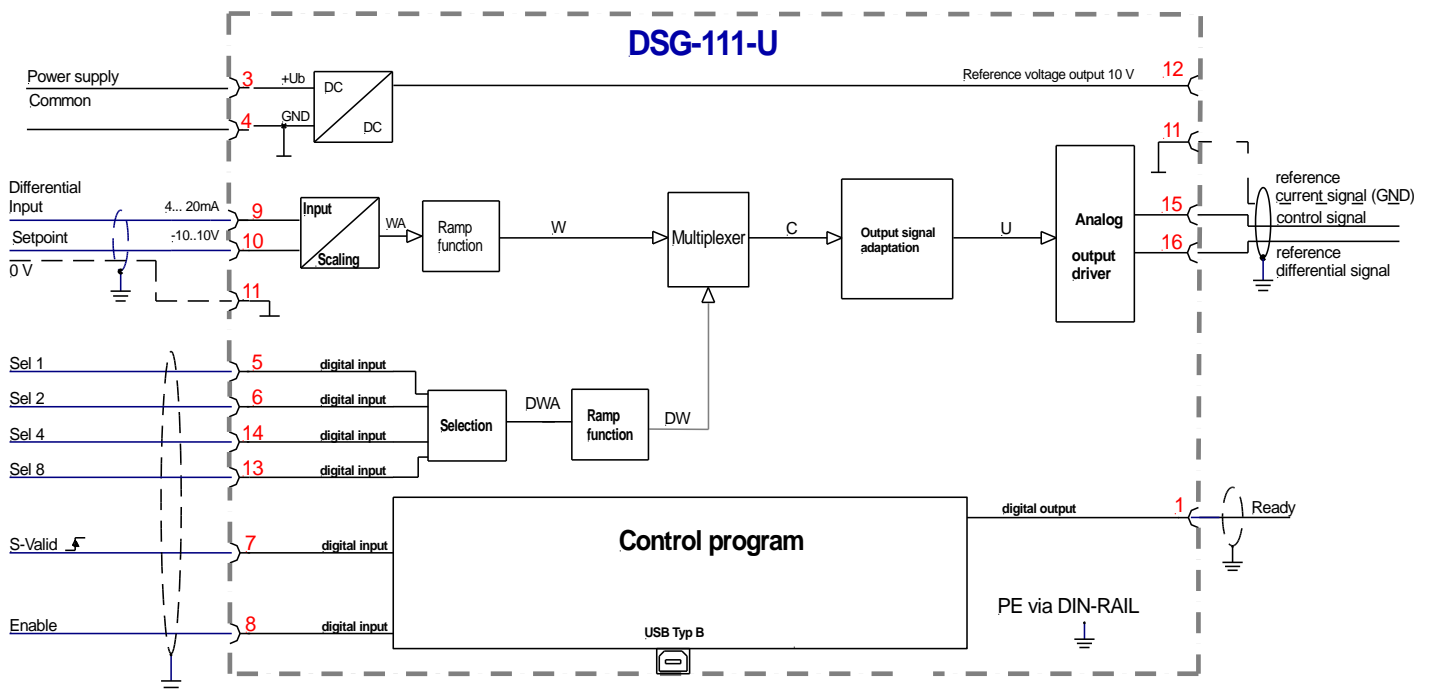 DSG-111-U
Power supply
3
+Ub
DC
DC
Reference voltage output 10 V
12
Common
4
GND
11
Differential
Input
4... 20mA
9
Setpoint
-10..10V
10
0 V
11
Input
Scaling
WA
Ramp
function
W
Multiplexer
C
Output signal
adaptation
U
Analog
output
driver
15
16
reference
current signal (GND)
control signal
reference
differential signal
Sel 1
5
digital input
Sel 2
6
digital input
Sel 4
14
digital input
Sel 8
13
digital input
Selection
DWA
Ramp
function
DW
S-Valid
7
digital input
Enable
8
digital input
Control program
USB Typ B
digital output
1
Ready
PE via DIN-RAIL